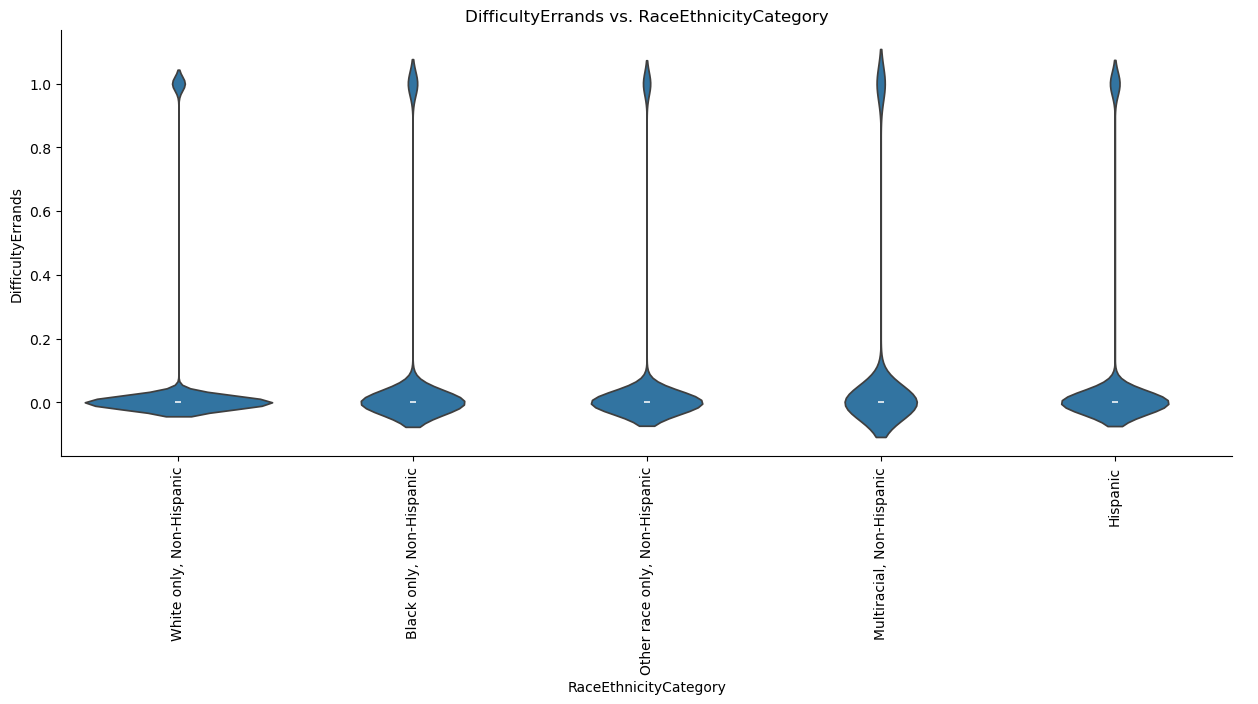 DifficultyErrands vs. RaceEthnicityCategory
1.0
0.8
0.6
0.4
0.2
0.0
DifficultyErrands
White only, Non-Hispanic
Black only, Non-Hispanic
Other race only, Non-Hispanic
Multiracial, Non-Hispanic
Hispanic
RaceEthnicityCategory